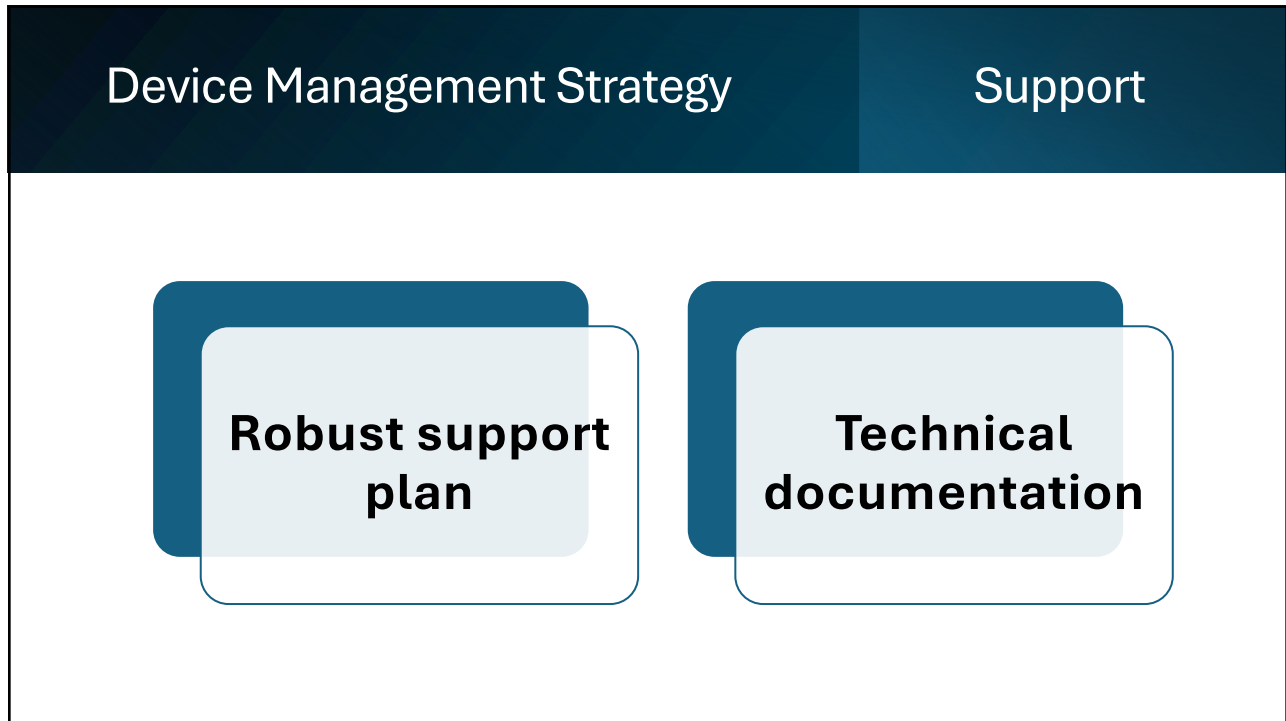 Device Management Strategy
Support
Robust support
plan
Technical
documentation